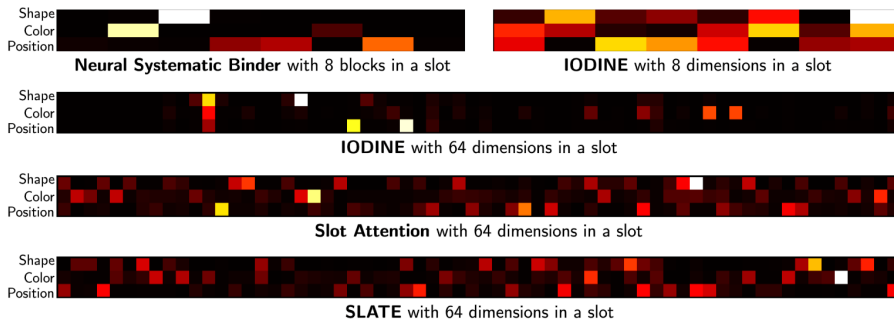 Shape
Color
Position
Neural Systematic Binder with 8 blocks in a slot
IODINE with 8 dimensions in a slot
Shape
Color
Position
IODINE with 64 dimensions in a slot
Shape
Color
Position
Slot Attention with 64 dimensions in a slot
Shape
Color
Position
SLATE with 64 dimensions in a slot